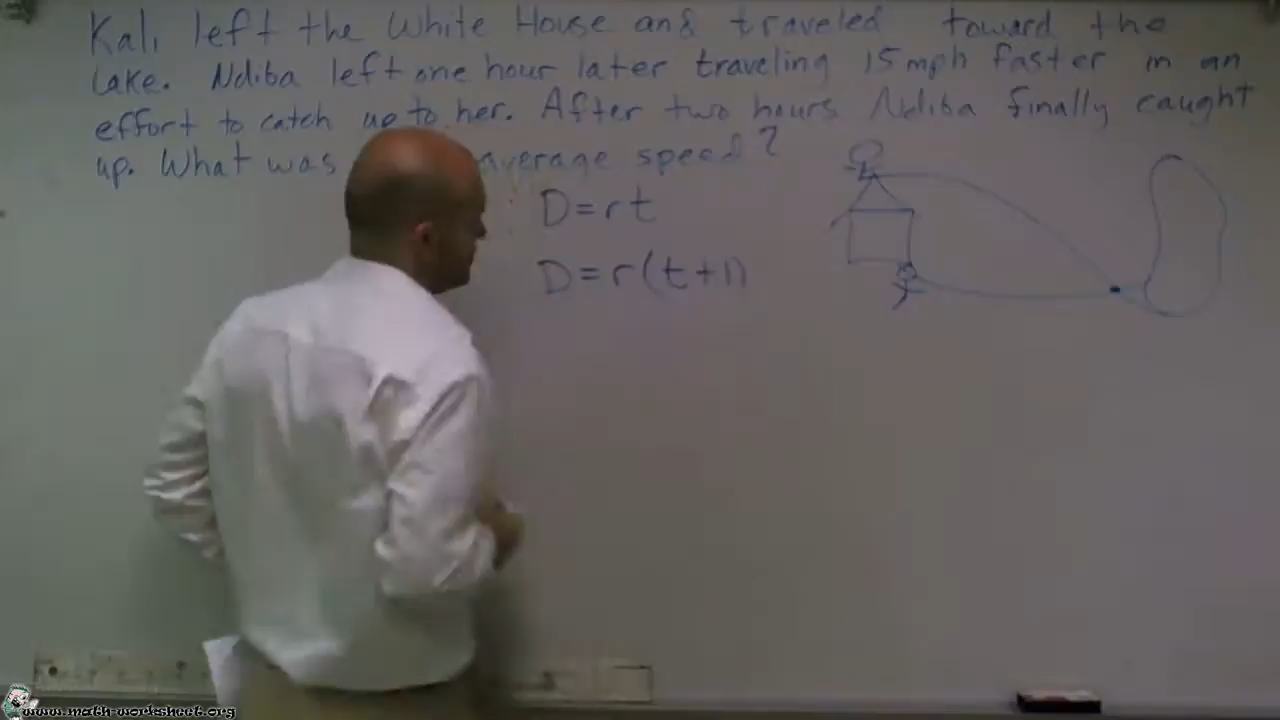 Kali left the White House and traveled toward the
Lake. Ndiba left one hour later traveling 15 mph faster in an
effort to catch up to her. After two hours Ndiba finally caught
up. What was average speed?
D=rt
D=r(t+1)
www.math-worksheet.org